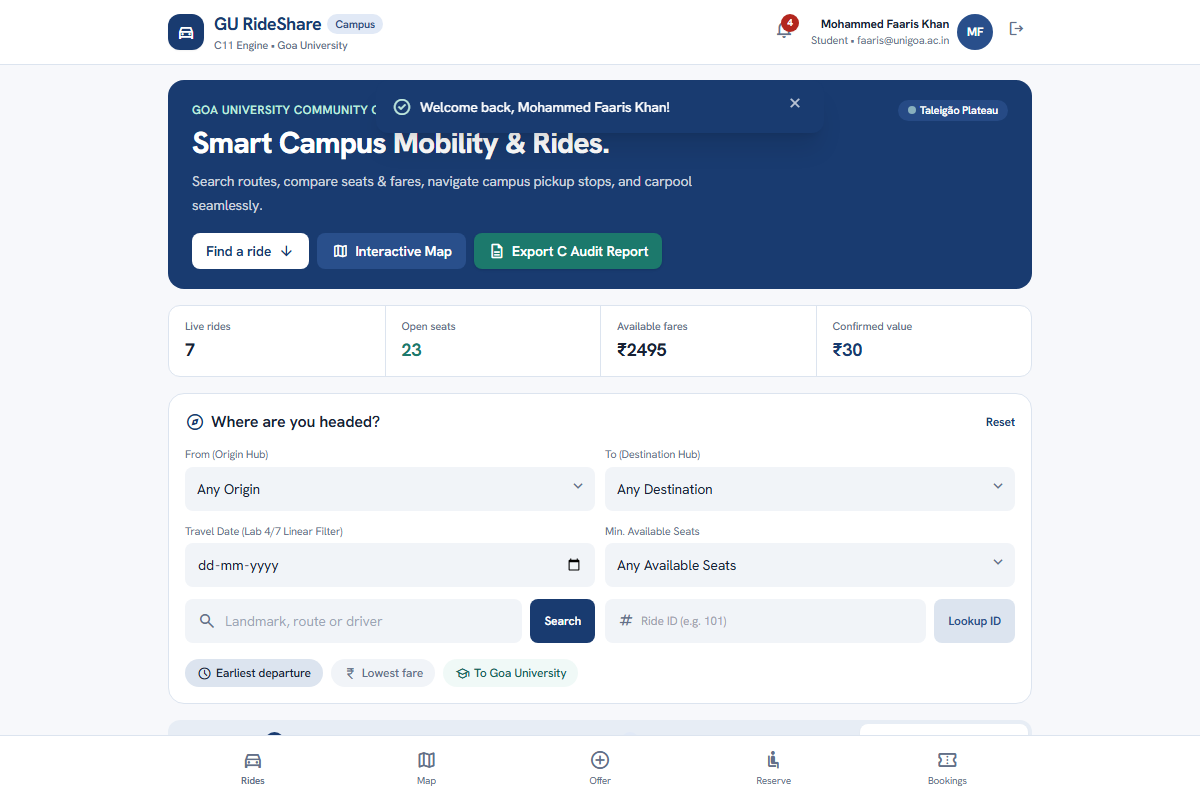 GU RideShare Campus
C11 Engine • Goa University
4
Mohammed Faaris Khan
Student • faaris@unigoa.ac.in
MF
GOA UNIVERSITY COMMUNITY
Welcome back, Mohammed Faaris Khan!
Taleigão Plateau
Smart Campus Mobility & Rides.
Search routes, compare seats & fares, navigate campus pickup stops, and carpool
seamlessly.
Find a ride
Interactive Map
Export C Audit Report
Live rides
7
Open seats
23
Available fares
₹2495
Confirmed value
₹30
Where are you headed?
Reset
From (Origin Hub)
Any Origin
To (Destination Hub)
Any Destination
Travel Date (Lab 4/7 Linear Filter)
dd-mm-yyyy
Min. Available Seats
Any Available Seats
Landmark, route or driver
Search
# Ride ID (e.g. 101)
Lookup ID
Earliest departure
₹ Lowest fare
To Goa University
Rides
Map
Offer
Reserve
Bookings